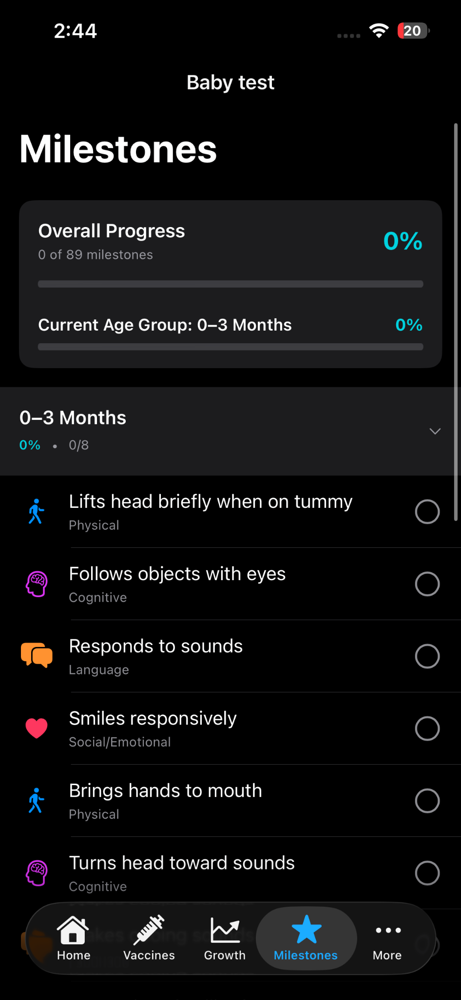 2:44
20
Baby test
Milestones
Overall Progress
0%
0 of 89 milestones
Current Age Group: 0–3 Months
0%
0–3 Months
0% • 0/8
Lifts head briefly when on tummy
Physical
Follows objects with eyes
Cognitive
Responds to sounds
Language
Smiles responsively
Social/Emotional
Brings hands to mouth
Physical
Turns head toward sounds
Cognitive
Home
Vaccines
Growth
Milestones
More